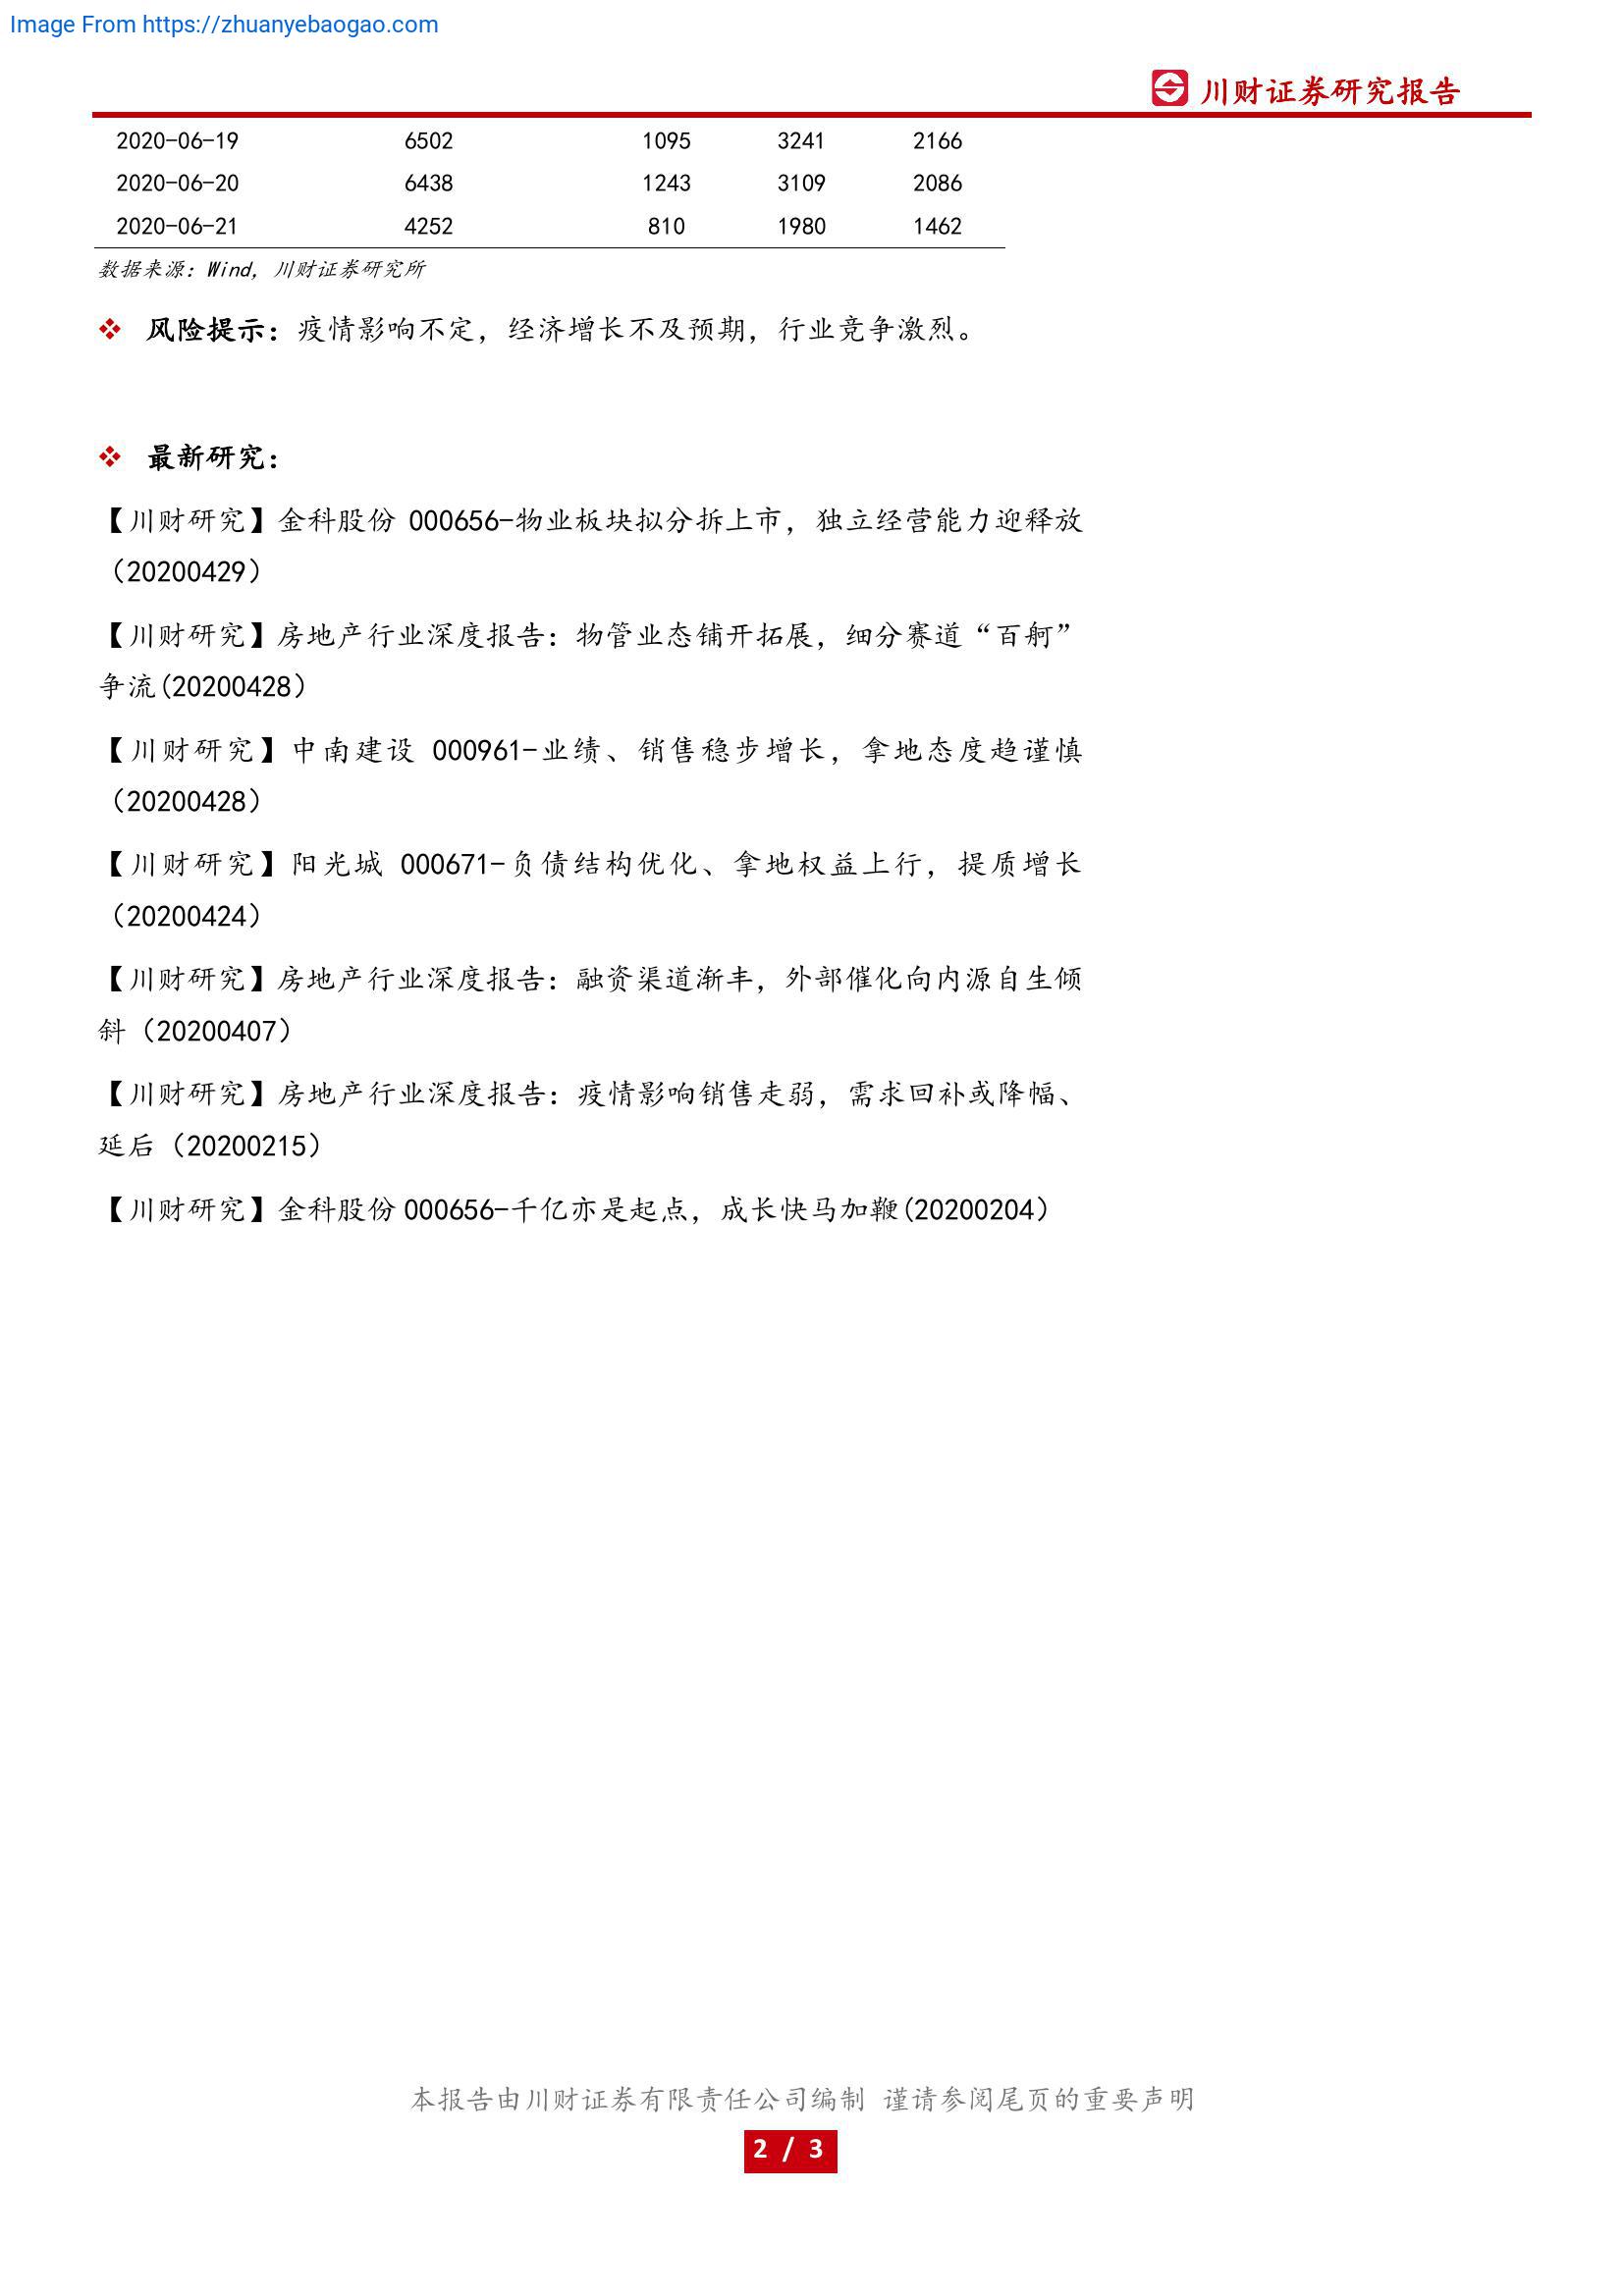 Image From https://zhuanyebaogao.com
川财证券研究报告
2020-06-19 6502 1095 3241 2166
2020-06-20 6438 1243 3109 2086
2020-06-21 4252 810 1980 1462
数据来源：Wind，川财证券研究所
❖ 风险提示：疫情影响不定，经济增长不及预期，行业竞争激烈。
❖ 最新研究：
【川财研究】金科股份 000656-物业板块拟分拆上市，独立经营能力迎释放
（20200429）
【川财研究】房地产行业深度报告：物管业态铺开拓展，细分赛道“百舸”
争流(20200428）
【川财研究】中南建设 000961-业绩、销售稳步增长，拿地态度趋谨慎
（20200428）
【川财研究】阳光城 000671-负债结构优化、拿地权益上行，提质增长
（20200424）
【川财研究】房地产行业深度报告：融资渠道渐丰，外部催化向内源自生倾
斜（20200407）
【川财研究】房地产行业深度报告：疫情影响销售走弱，需求回补或降幅、
延后（20200215）
【川财研究】金科股份 000656-千亿亦是起点，成长快马加鞭(20200204）
本报告由川财证券有限责任公司编制 谨请参阅尾页的重要声明
2 / 3